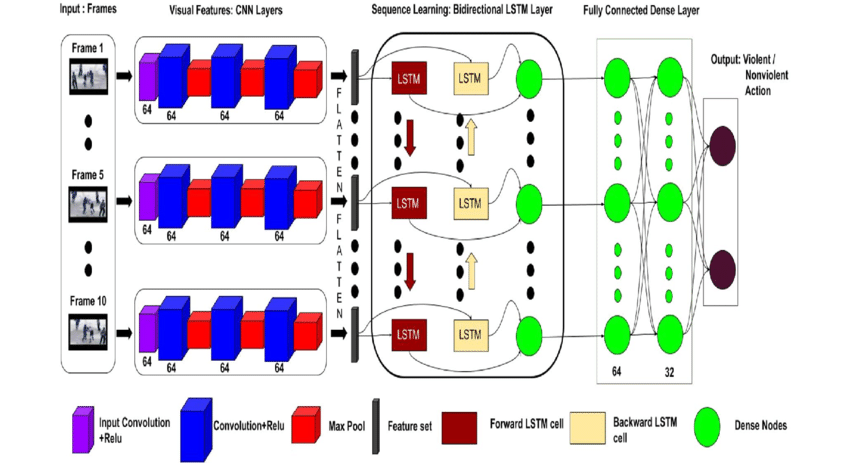 Input : Frames
Visual Features: CNN Layers
Sequence Learning: Bidirectional LSTM Layer
Fully Connected Dense Layer
Frame 1
64
64
64
64
LSTM
LSTM
Output: Violent /
Nonviolent
Action
FLATTEN
Frame 5
64
64
64
64
LSTM
LSTM
FLATTEN
Frame 10
64
64
64
64
LSTM
LSTM
64
32
Input Convolution
+Relu
Convolution+Relu
Max Pool
Feature set
Forward LSTM cell
Backward LSTM
cell
Dense Nodes